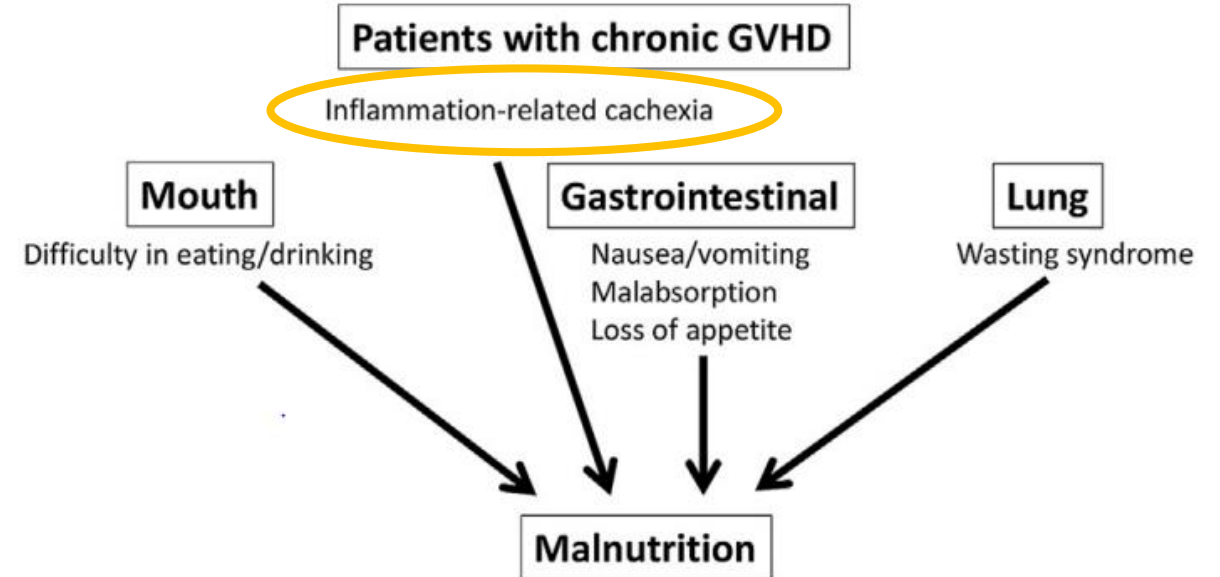 Patients with chronic GVHD
Inflammation-related cachexia
Mouth
Difficulty in eating/drinking
Gastrointestinal
Nausea/vomiting
Malabsorption
Loss of appetite
Lung
Wasting syndrome
Malnutrition